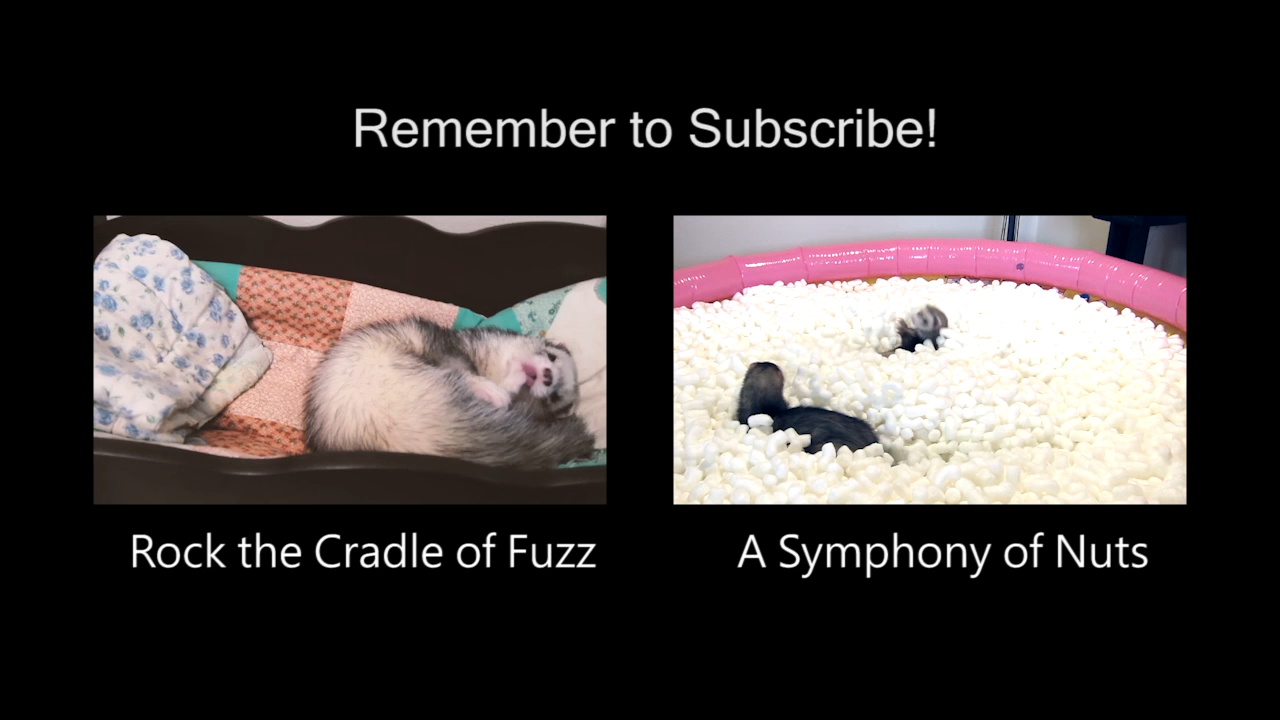 Remember to Subscribe!
Rock the Cradle of Fuzz
A Symphony of Nuts